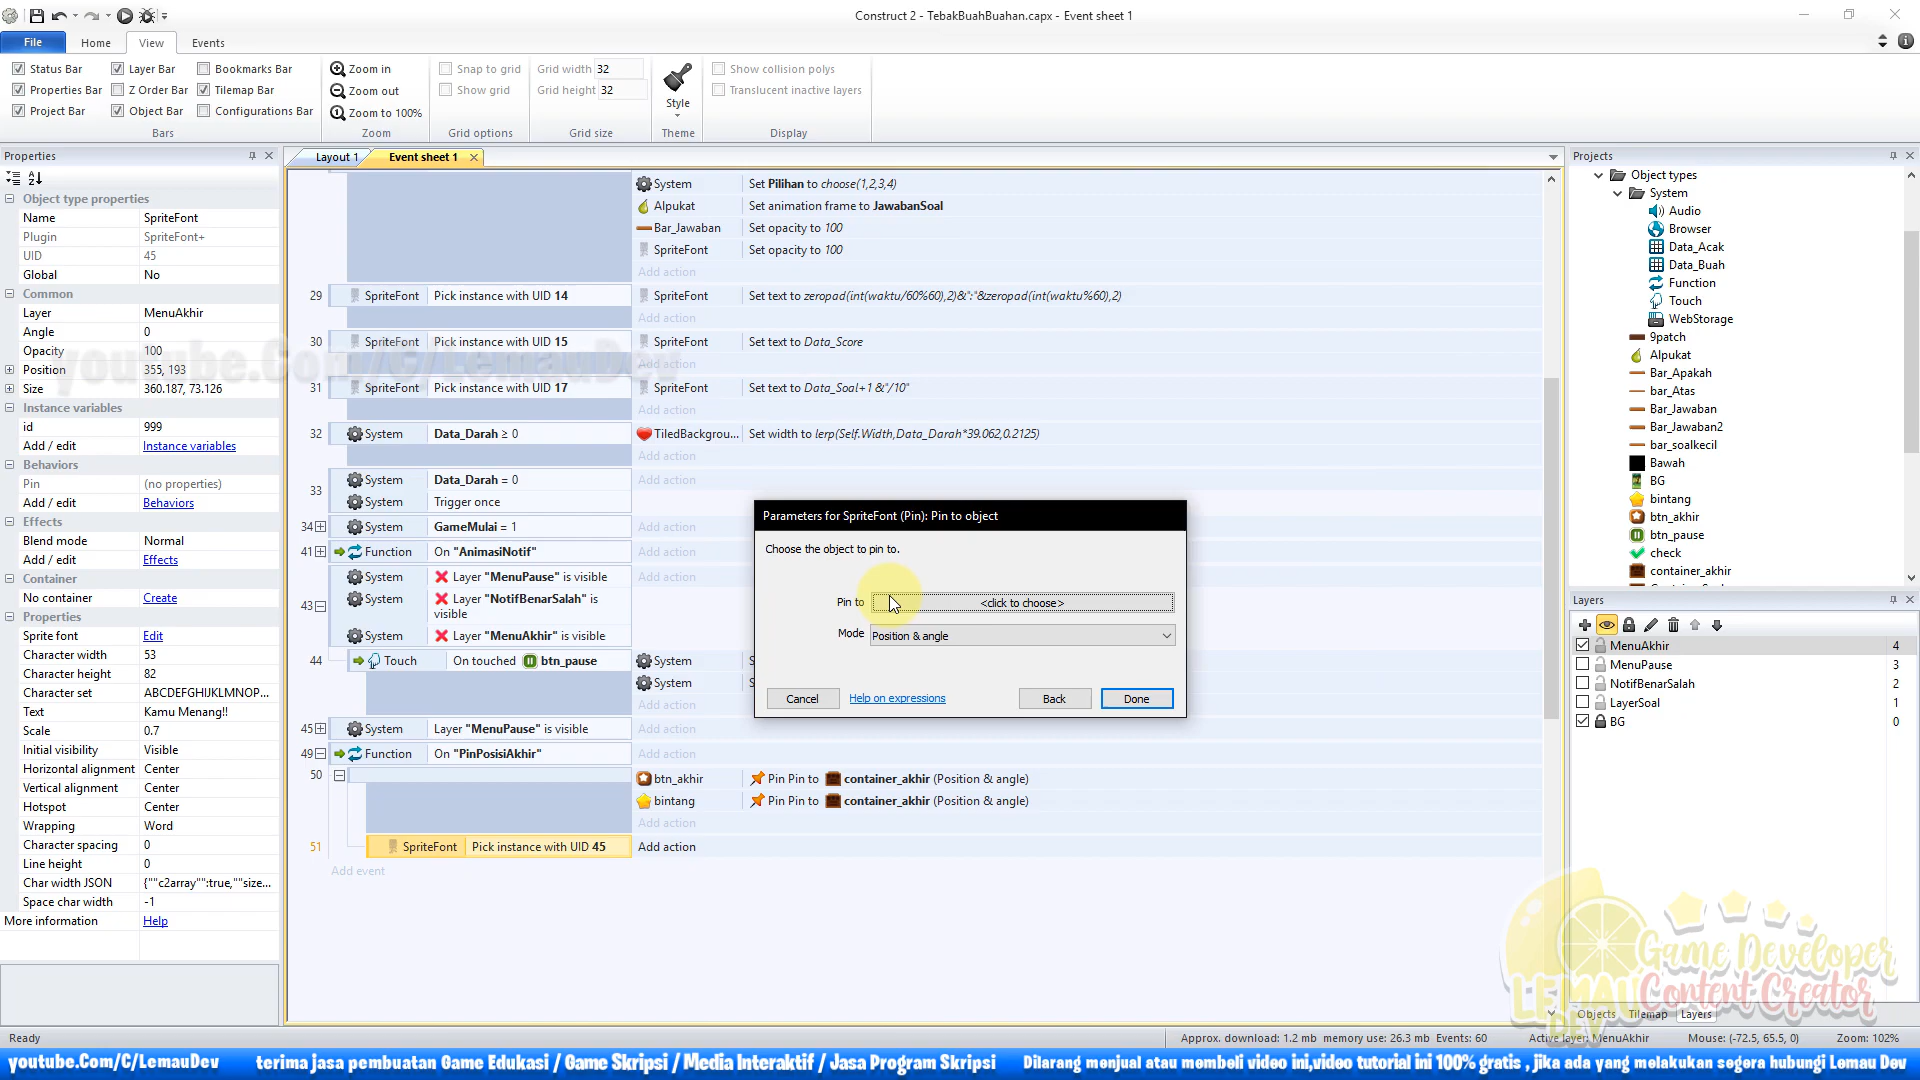 Construct 2 - TebakBuahBuahan.capx - Event sheet 1
File Home View Events
Status Bar Layer Bar Bookmarks Bar Zoom in Snap to grid Grid width 32 Show collision polys
Properties Bar Z Order Bar Tilemap Bar Zoom out Show grid Grid height 32 Translucent inactive layers
Project Bar Object Bar Configurations Bar Zoom to 100% Style
Bars Zoom Grid options Grid size Theme Display
Properties
Object type properties
Name SpriteFont
Plugin SpriteFont+
UID 45
Global No
Common
Layer MenuAkhir
Angle 0
Opacity 100
Position 355, 193
Size 360.187, 73.126
Instance variables
id 999
Add / edit Instance variables
Behaviors
Pin (no properties)
Add / edit Behaviors
Effects
Blend mode Normal
Add / edit Effects
Container
No container Create
Properties
Sprite font Edit
Character width 53
Character height 82
Character set ABCDEFGHIJKLMNOP...
Text Kamu Menang!!
Scale 0.7
Initial visibility Visible
Horizontal alignment Center
Vertical alignment Center
Hotspot Center
Wrapping Word
Character spacing 0
Line height 0
Char width JSON {""c2array"":true,""size...
Space char width -1
More information Help
Layout 1 Event sheet 1
System Set Pilihan to choose(1,2,3,4)
Alpukat Set animation frame to JawabanSoal
Bar_Jawaban Set opacity to 100
SpriteFont Set opacity to 100
Add action
29 SpriteFont Pick instance with UID 14 SpriteFont Set text to zeropad(int(waktu/60%60),2)&":"&zeropad(int(waktu%60),2)
Add action
30 SpriteFont Pick instance with UID 15 SpriteFont Set text to Data_Score
Add action
youtube.Com/C/LemauDev
31 SpriteFont Pick instance with UID 17 SpriteFont Set text to Data_Soal+1 &"/10"
Add action
32 System Data_Darah ≥ 0 TiledBackgrou... Set width to lerp(Self.Width,Data_Darah*39.062,0.2125)
Add action
33 System Data_Darah = 0 Add action
System Trigger once
34 System GameMulai = 1 Add action
41 Function On "AnimasiNotif" Add action
43 System Layer "MenuPause" is visible Add action
System Layer "NotifBenarSalah" is
visible
System Layer "MenuAkhir" is visible
44 Touch On touched btn_pause System
System
Add action
45 System Layer "MenuPause" is visible Add action
49 Function On "PinPosisiAkhir" Add action
50 btn_akhir Pin Pin to container_akhir (Position & angle)
bintang Pin Pin to container_akhir (Position & angle)
Add action
51 SpriteFont Pick instance with UID 45 Add action
Add event
Parameters for SpriteFont (Pin): Pin to object
Choose the object to pin to.
Pin to <click to choose>
Mode Position & angle
Cancel Help on expressions Back Done
Projects
Object types
System
Audio
Browser
Data_Acak
Data_Buah
Function
Touch
WebStorage
9patch
Alpukat
Bar_Apakah
bar_Atas
Bar_Jawaban
Bar_Jawaban2
bar_soalkecil
Bawah
BG
bintang
btn_akhir
btn_pause
check
container_akhir
Layers
MenuAkhir 4
MenuPause 3
NotifBenarSalah 2
LayerSoal 1
BG 0
Game Developer
Content Creator
LEMAU
DEV
Objects Tilemap Layers
Ready Approx. download: 1.2 mb memory use: 26.3 mb Events: 60 Active layer: MenuAkhir Mouse: (-72.5, 65.5, 0) Zoom: 102%
youtube.Com/C/LemauDev terima jasa pembuatan Game Edukasi / Game Skripsi / Media Interaktif / Jasa Program Skripsi Dilarang menjual atau membeli video ini,video tutorial ini 100% gratis , jika ada yang melakukan segera hubungi Lemau Dev